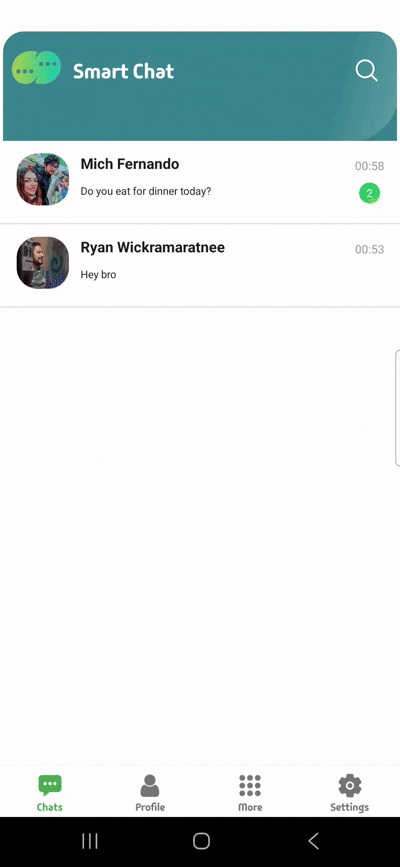 Smart Chat
Mich Fernando
00:58
Do you eat for dinner today?
2
Ryan Wickramaratnee
00:53
Hey bro
Chats
Profile
More
Settings